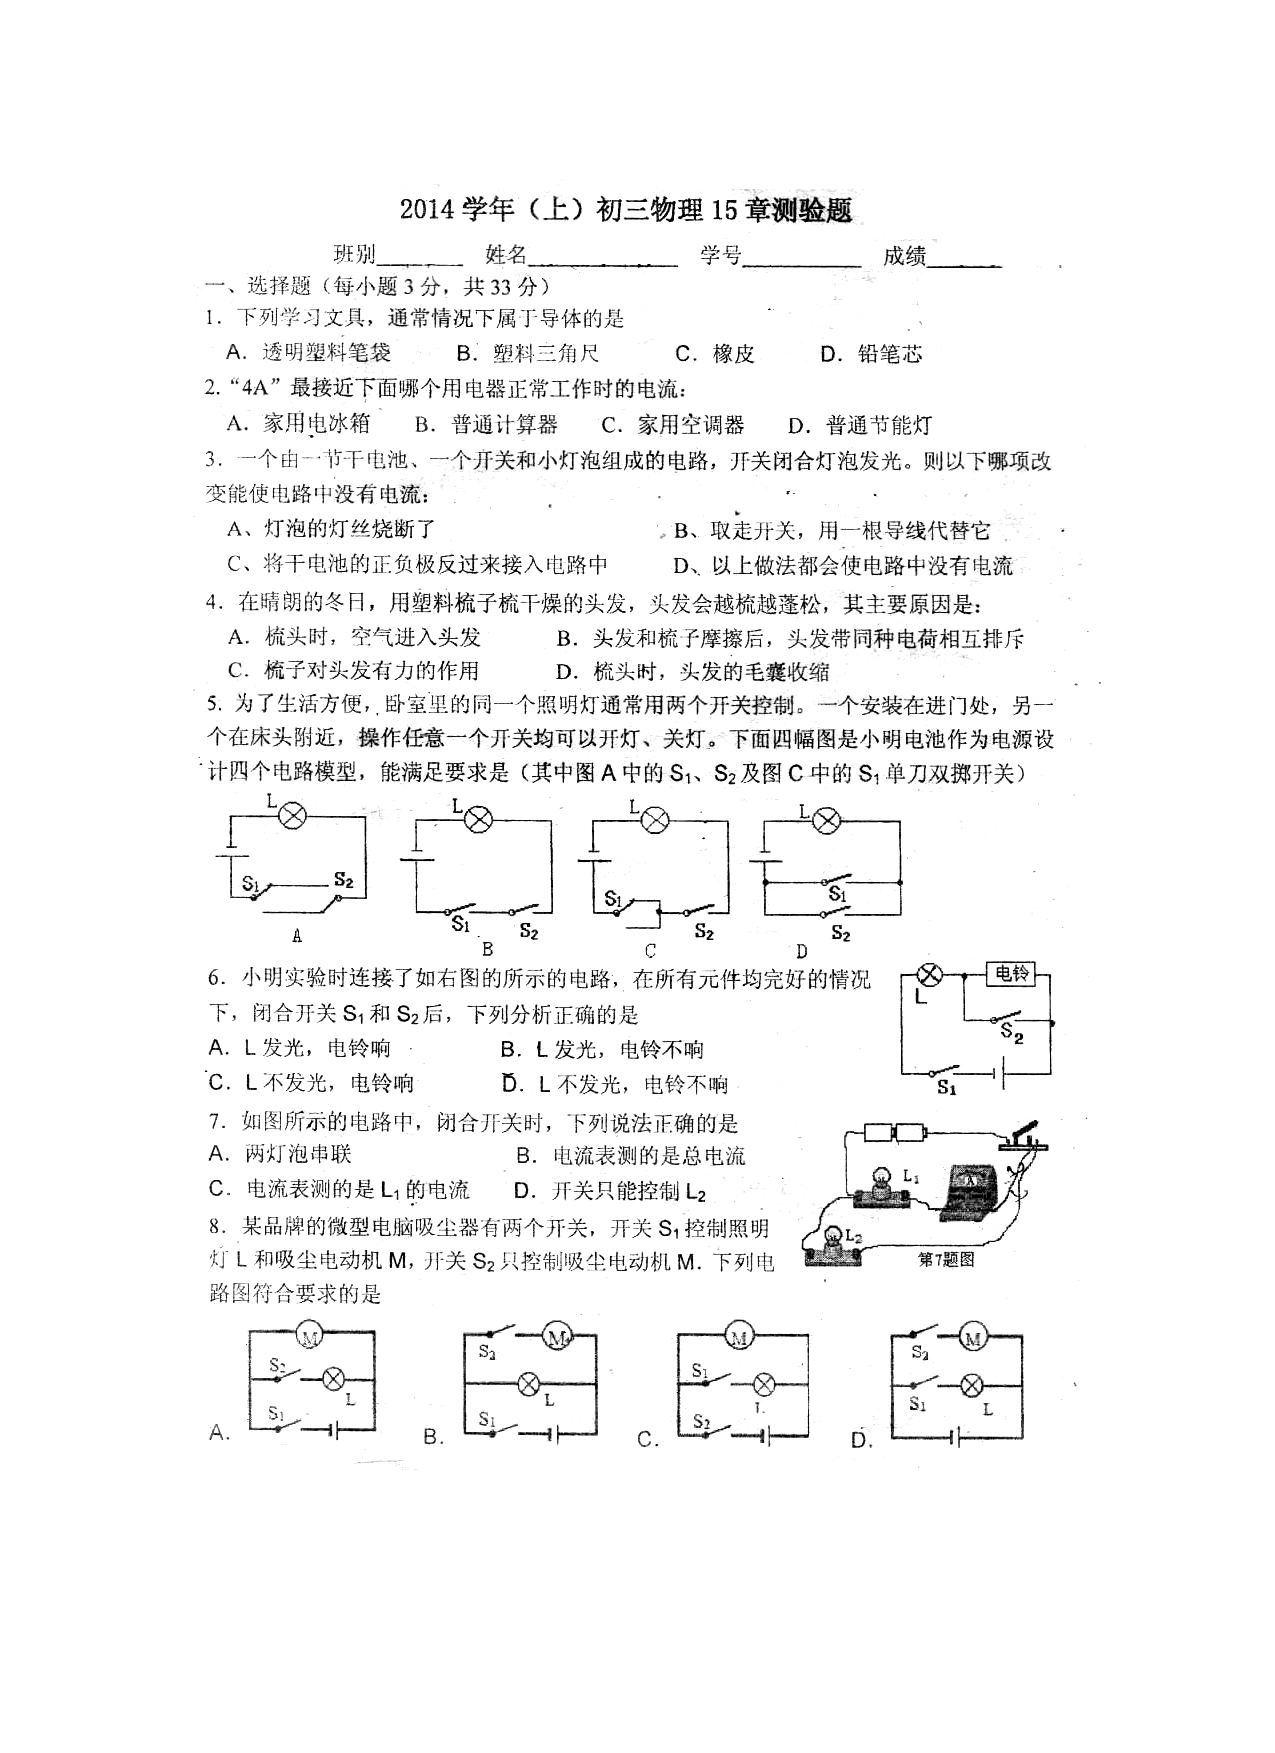 2014 学年（上）初三物理 15 章测验题
班别________ 姓名______________ 学号___________ 成绩_______
一、选择题（每小题 3 分，共 33 分）
1．下列学习文具，通常情况下属于导体的是
A．透明塑料笔袋 B．塑料三角尺 C．橡皮 D．铅笔芯
2.“4A”最接近下面哪个用电器正常工作时的电流：
A．家用电冰箱 B．普通计算器 C．家用空调器 D．普通节能灯
3．一个由一节干电池、一个开关和小灯泡组成的电路，开关闭合灯泡发光。则以下哪项改
变能使电路中没有电流：
A、灯泡的灯丝烧断了 B、取走开关，用一根导线代替它
C、将干电池的正负极反过来接入电路中 D、以上做法都会使电路中没有电流
4．在晴朗的冬日，用塑料梳子梳干燥的头发，头发会越梳越蓬松，其主要原因是：
A．梳头时，空气进入头发 B．头发和梳子摩擦后，头发带同种电荷相互排斥
C．梳子对头发有力的作用 D．梳头时，头发的毛囊收缩
5. 为了生活方便，卧室里的同一个照明灯通常用两个开关控制。一个安装在进门处，另一
个在床头附近，操作任意一个开关均可以开灯、关灯。下面四幅图是小明电池作为电源设
计四个电路模型，能满足要求是（其中图 A 中的 S₁、S₂及图 C 中的 S₁ 单刀双掷开关）
L L L L
S₁ S₂ S₁ S₂ S₁ S₂ S₁ S₂
A B C D
6．小明实验时连接了如右图的所示的电路，在所有元件均完好的情况
下，闭合开关 S₁ 和 S₂后，下列分析正确的是
A．L 发光，电铃响 B．L 发光，电铃不响
C．L 不发光，电铃响 D．L 不发光，电铃不响
L 电铃 S₂ S₁
7．如图所示的电路中，闭合开关时，下列说法正确的是
A．两灯泡串联 B．电流表测的是总电流
C．电流表测的是 L₁ 的电流 D．开关只能控制 L₂
L₁ A L₂
第7题图
8．某品牌的微型电脑吸尘器有两个开关，开关 S₁ 控制照明
灯 L 和吸尘电动机 M，开关 S₂ 只控制吸尘电动机 M．下列电
路图符合要求的是
M S₂ L S₁ A.
S₂ M L S₁ B.
M S₁ L S₂ C.
S₂ M S₁ L D.